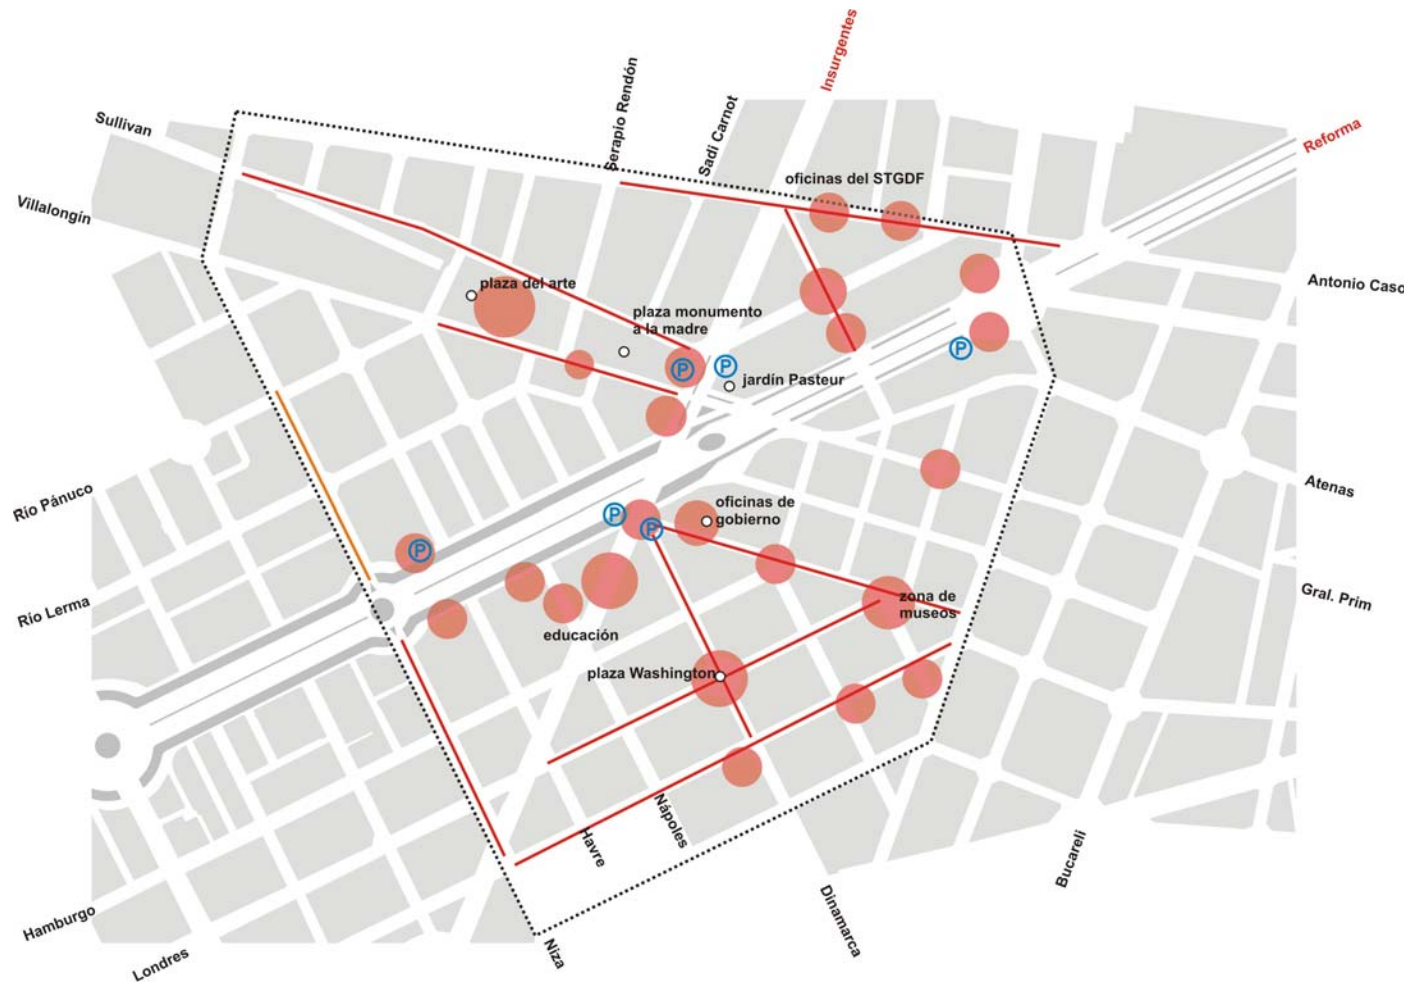 Insurgentes
Serapio Rendón
Sadi Carnot
Sullivan
Reforma
oficinas del STGDF
Villalongín
plaza del arte
Antonio Caso
plaza monumento
a la madre
P
P
P
jardín Pasteur
Río Pánuco
Atenas
oficinas de
gobierno
P
P
P
Río Lerma
Gral. Prim
zona de
museos
educación
plaza Washington
Nápoles
Havre
Bucareli
Hamburgo
Dinamarca
Londres
Niza